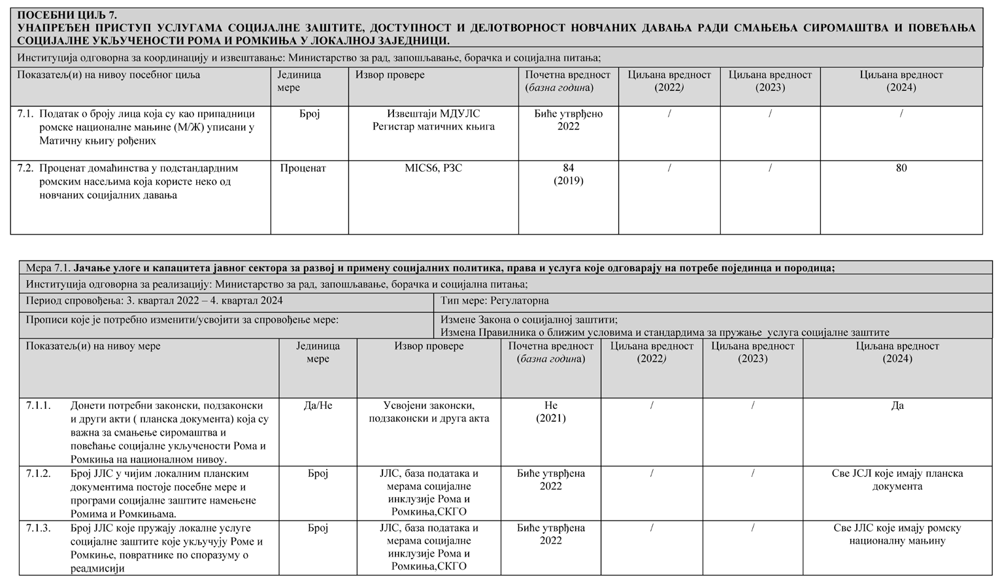 ПОСЕБНИ ЦИЉ 7.
УНАПРЕЂЕН ПРИСТУП УСЛУГАМА СОЦИЈАЛНЕ ЗАШТИТЕ, ДОСТУПНОСТ И ДЕЛОТВОРНОСТ НОВЧАНИХ ДАВАЊА РАДИ СМАЊЕЊА СИРОМАШТВА И ПОВЕЋАЊА
СОЦИЈАЛНЕ УКЉУЧЕНОСТИ РОМА И РОМКИЊА У ЛОКАЛНОЈ ЗАЈЕДНИЦИ.
Институција одговорна за координацију и извештавање: Министарство за рад, запошљавање, борачка и социјална питања;
Показатељ(и) на нивоу посебног циља
Јединица
мере
Извор провере
Почетна вредност
(базна година)
Циљана вредност
(2022)
Циљана вредност
(2023)
Циљана вредност
(2024)
7.1. Податак о броју лица која су као припадници
ромске националне мањине (М/Ж) уписани у
Матичну књигу рођених
Број
Извештаји МДУЛС
Регистар матичних књига
Биће утврђено
2022
/
/
/
7.2. Проценат домаћинства у подстандардним
ромским насељима која користе неко од
новчаних социјалних давања
Проценат
MICS6, РЗС
84
(2019)
/
/
80
Мера 7.1. Јачање улоге и капацитета јавног сектора за развој и примену социјалних политика, права и услуга које одговарају на потребе појединца и породица;
Институција одговорна за реализацију: Министарство за рад, запошљавање, борачка и социјална питања;
Период спровођења: 3. квартал 2022 – 4. квартал 2024
Тип мере: Регулаторна
Прописи које је потребно изменити/усвојити за спровођење мере:
Измене Закона о социјалној заштити;
Измена Правилника о ближим условима и стандардима за пружање услуга социјалне заштите
Показатељ(и) на нивоу мере
Јединица
мере
Извор провере
Почетна вредност
(базна година)
Циљана вредност
(2022)
Циљана вредност
(2023)
Циљана вредност
(2024)
7.1.1. Донети потребни законски, подзаконски
и други акти ( планска документа) која су
важна за смањење сиромаштва и
повећање социјалне укључености Рома и
Ромкиња на националном нивоу.
Да/Не
Усвојени законски,
подзаконски и друга акта
Не
(2021)
/
/
Да
7.1.2. Број ЈЛС у чијим локалним планским
документима постоје посебне мере и
програми социјалне заштите намењене
Ромима и Ромкињама.
Број
ЈЛС, база података и
мерама социјалне
инклузије Рома и
Ромкиња,СКГО
Биће утврђена
2022
/
/
Све ЈСЛ које имају планска
документа
7.1.3. Број ЈЛС које пружају локалне услуге
социјалне заштите које укључују Роме и
Ромкиње, повратнике по споразуму о
реадмисији
Број
ЈЛС, база података и
мерама социјалне
инклузије Рома и
Ромкиња,СКГО
Биће утврђена
2022
/
/
Све ЈЛС које имају ромску
националну мањину